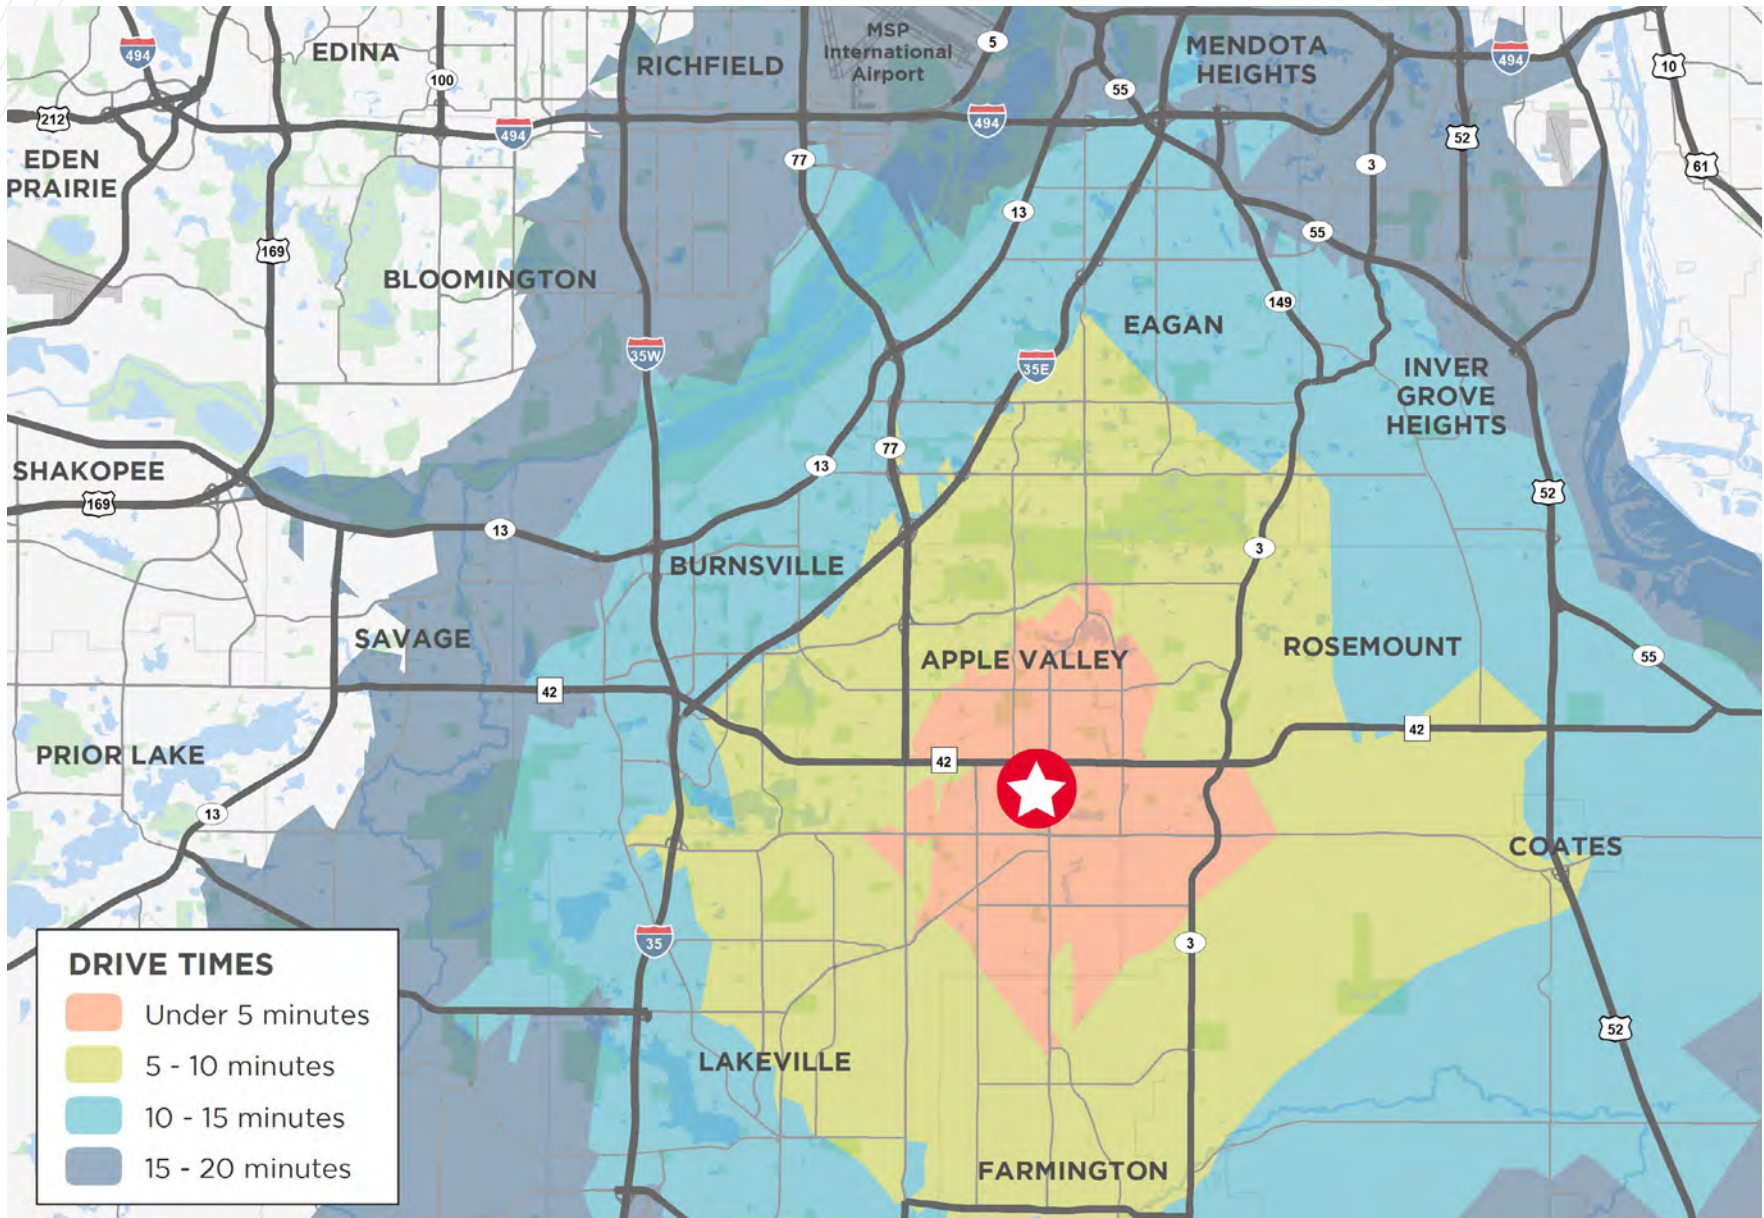 MSP
International
Airport
5
MENDOTA
HEIGHTS
494
EDINA
RICHFIELD
494
10
100
55
212
494
494
52
EDEN
PRAIRIE
77
3
61
13
55
169
BLOOMINGTON
149
EAGAN
35W
35E
INVER
GROVE
HEIGHTS
77
13
SHAKOPEE
169
52
13
3
BURNSVILLE
SAVAGE
APPLE VALLEY
ROSEMOUNT
55
42
42
PRIOR LAKE
42
13
COATES
35
3
DRIVE TIMES
Under 5 minutes
5 - 10 minutes
10 - 15 minutes
15 - 20 minutes
52
LAKEVILLE
FARMINGTON